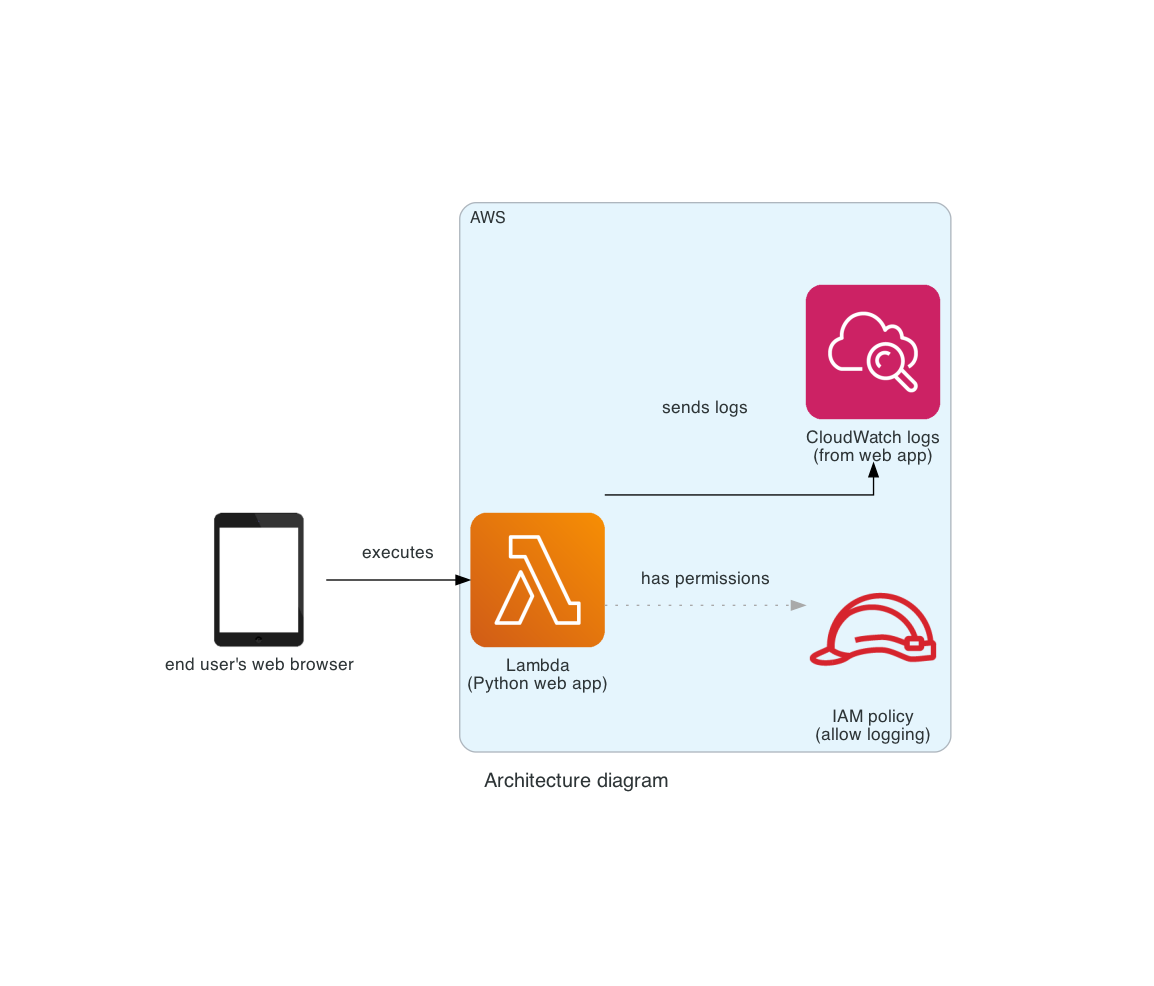 AWS
sends logs
CloudWatch logs
(from web app)
executes
has permissions
end user's web browser
Lambda
(Python web app)
IAM policy
(allow logging)
Architecture diagram